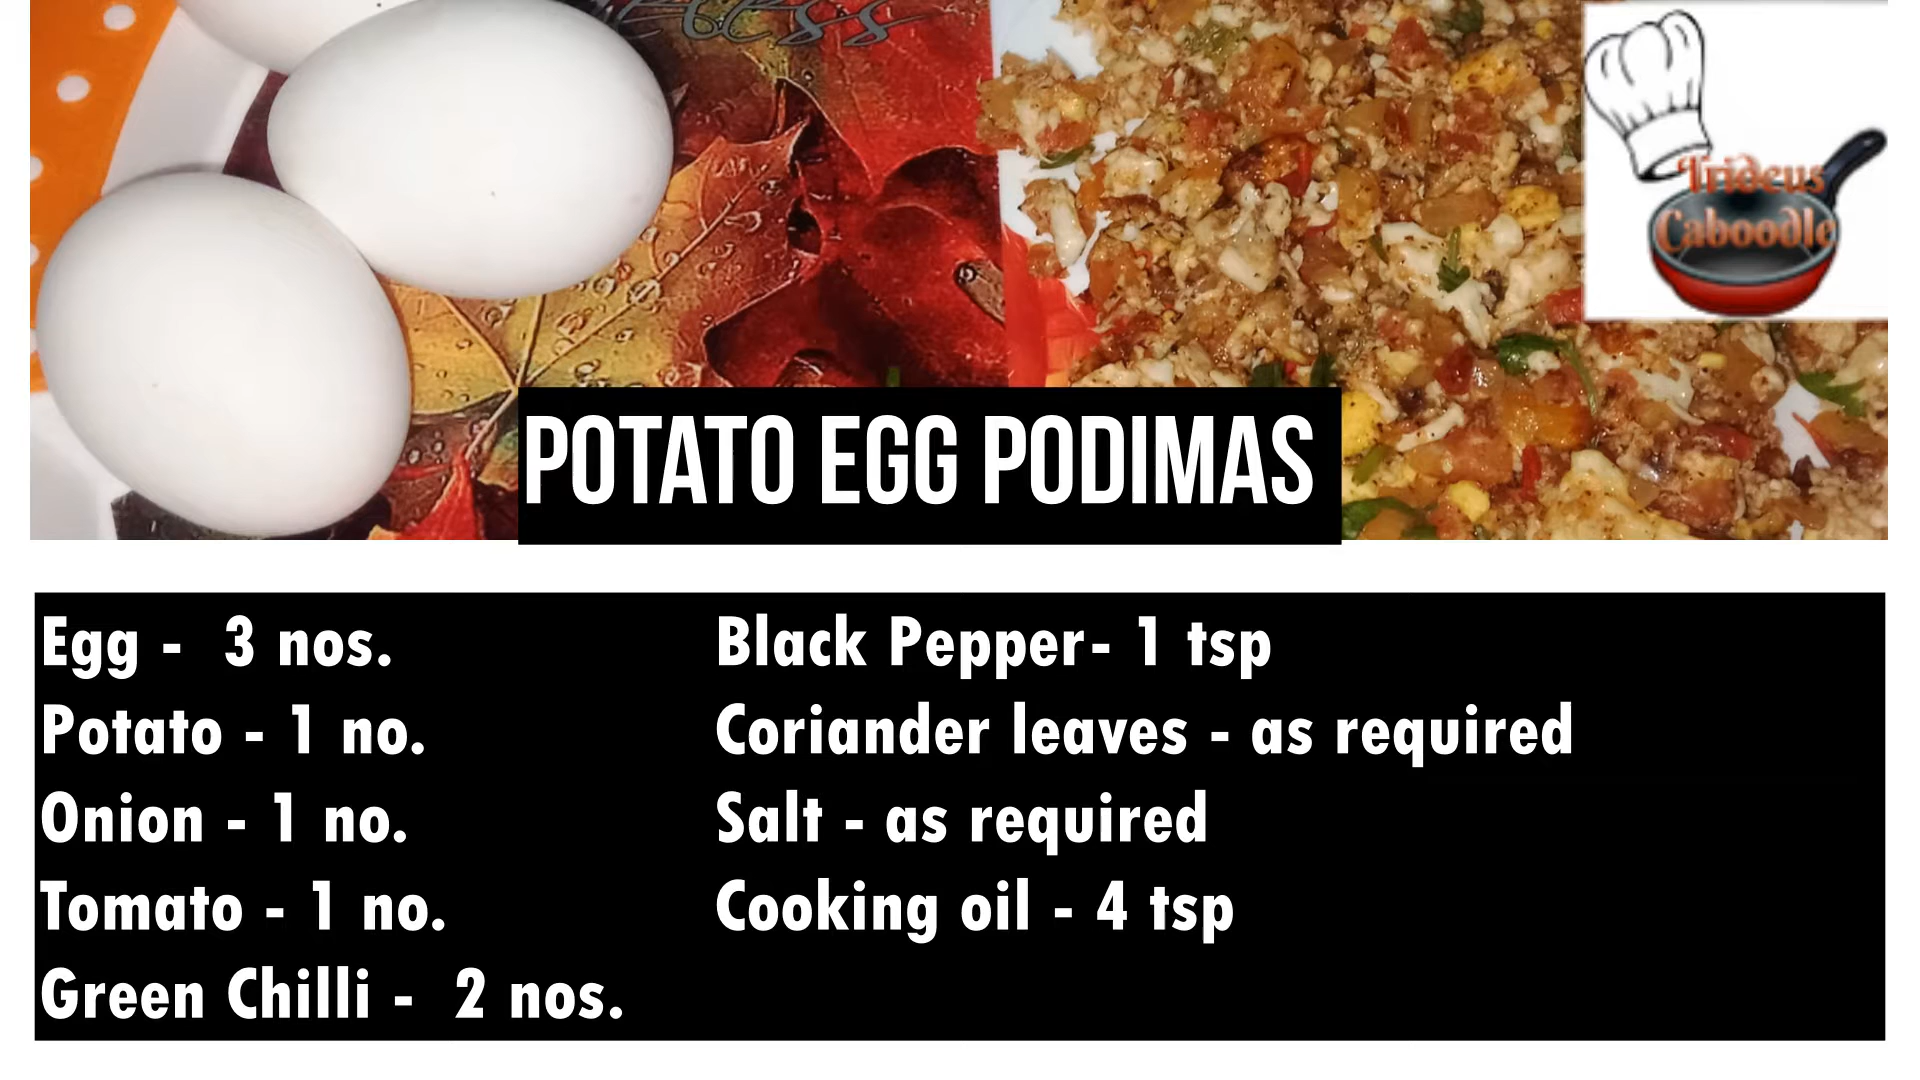 Trideus
Caboodle
POTATO EGG PODIMAS
Egg -  3 nos.
Potato - 1 no.
Onion - 1 no.
Tomato - 1 no.
Green Chilli -  2 nos.
Black Pepper- 1 tsp
Coriander leaves - as required
Salt - as required
Cooking oil - 4 tsp